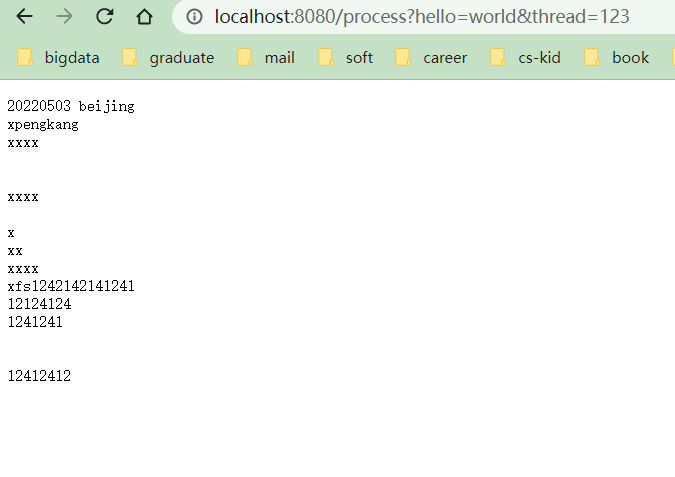 localhost:8080/process?hello=world&thread=123
bigdata graduate mail soft career cs-kid book
20220503 beijing
xpengkang
xxxx
xxxx
x
xx
xxxx
xfs1242142141241
12124124
1241241
12412412